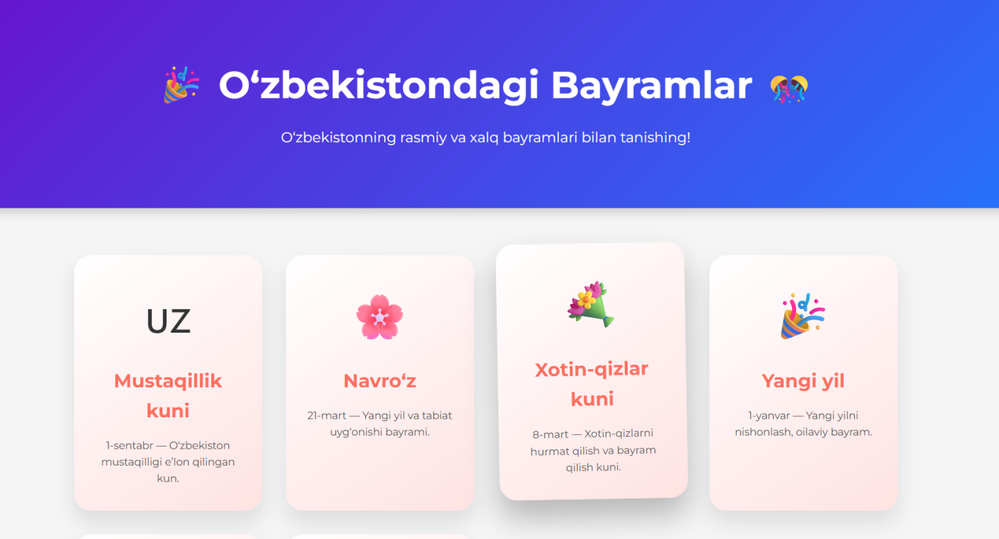 O‘zbekistondagi Bayramlar
O‘zbekistonning rasmiy va xalq bayramlari bilan tanishing!
UZ
Mustaqillik
kuni
1-sentabr — O‘zbekiston
mustaqilligi e’lon qilingan
kun.
Navro‘z
21-mart — Yangi yil va tabiat
uyg‘onishi bayrami.
Xotin-qizlar
kuni
8-mart — Xotin-qizlarni
hurmat qilish va bayram
qilish kuni.
Yangi yil
1-yanvar — Yangi yilni
nishonlash, oilaviy bayram.